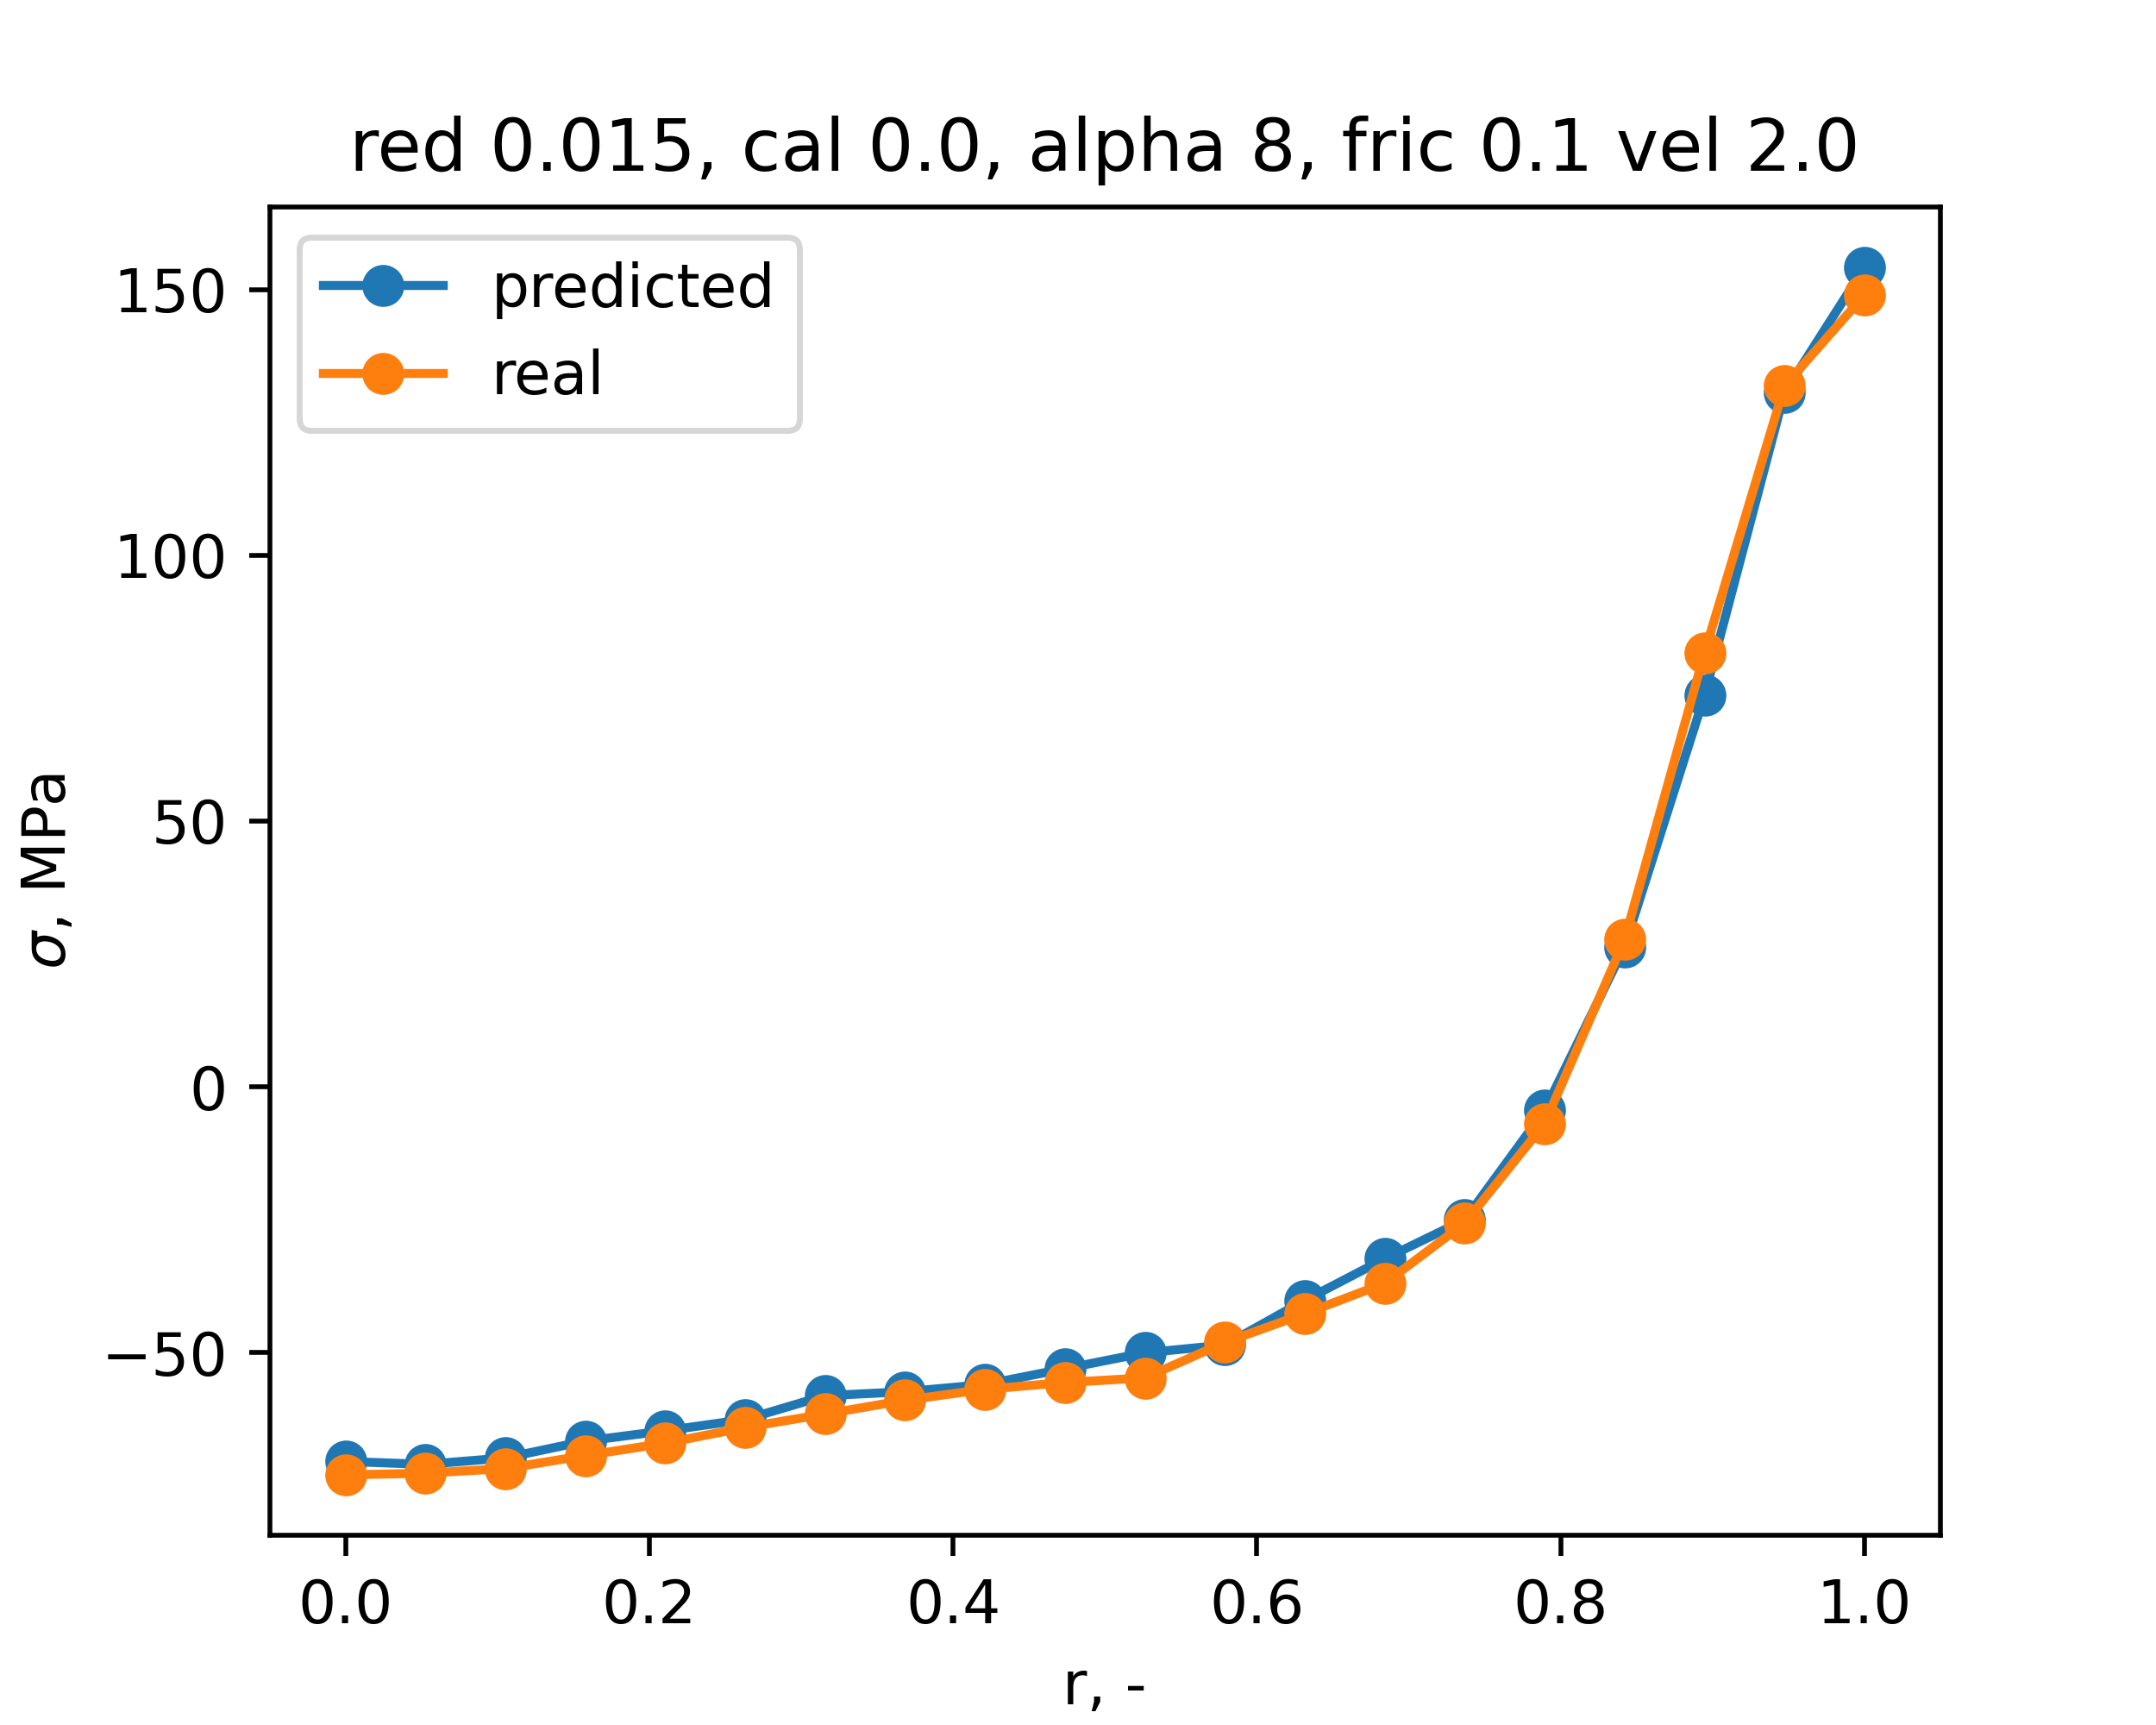 red 0.015, cal 0.0, alpha 8, fric 0.1 vel 2.0
predicted
real
150
100
50
0
−50
σ, MPa
0.0 0.2 0.4 0.6 0.8 1.0
r, -